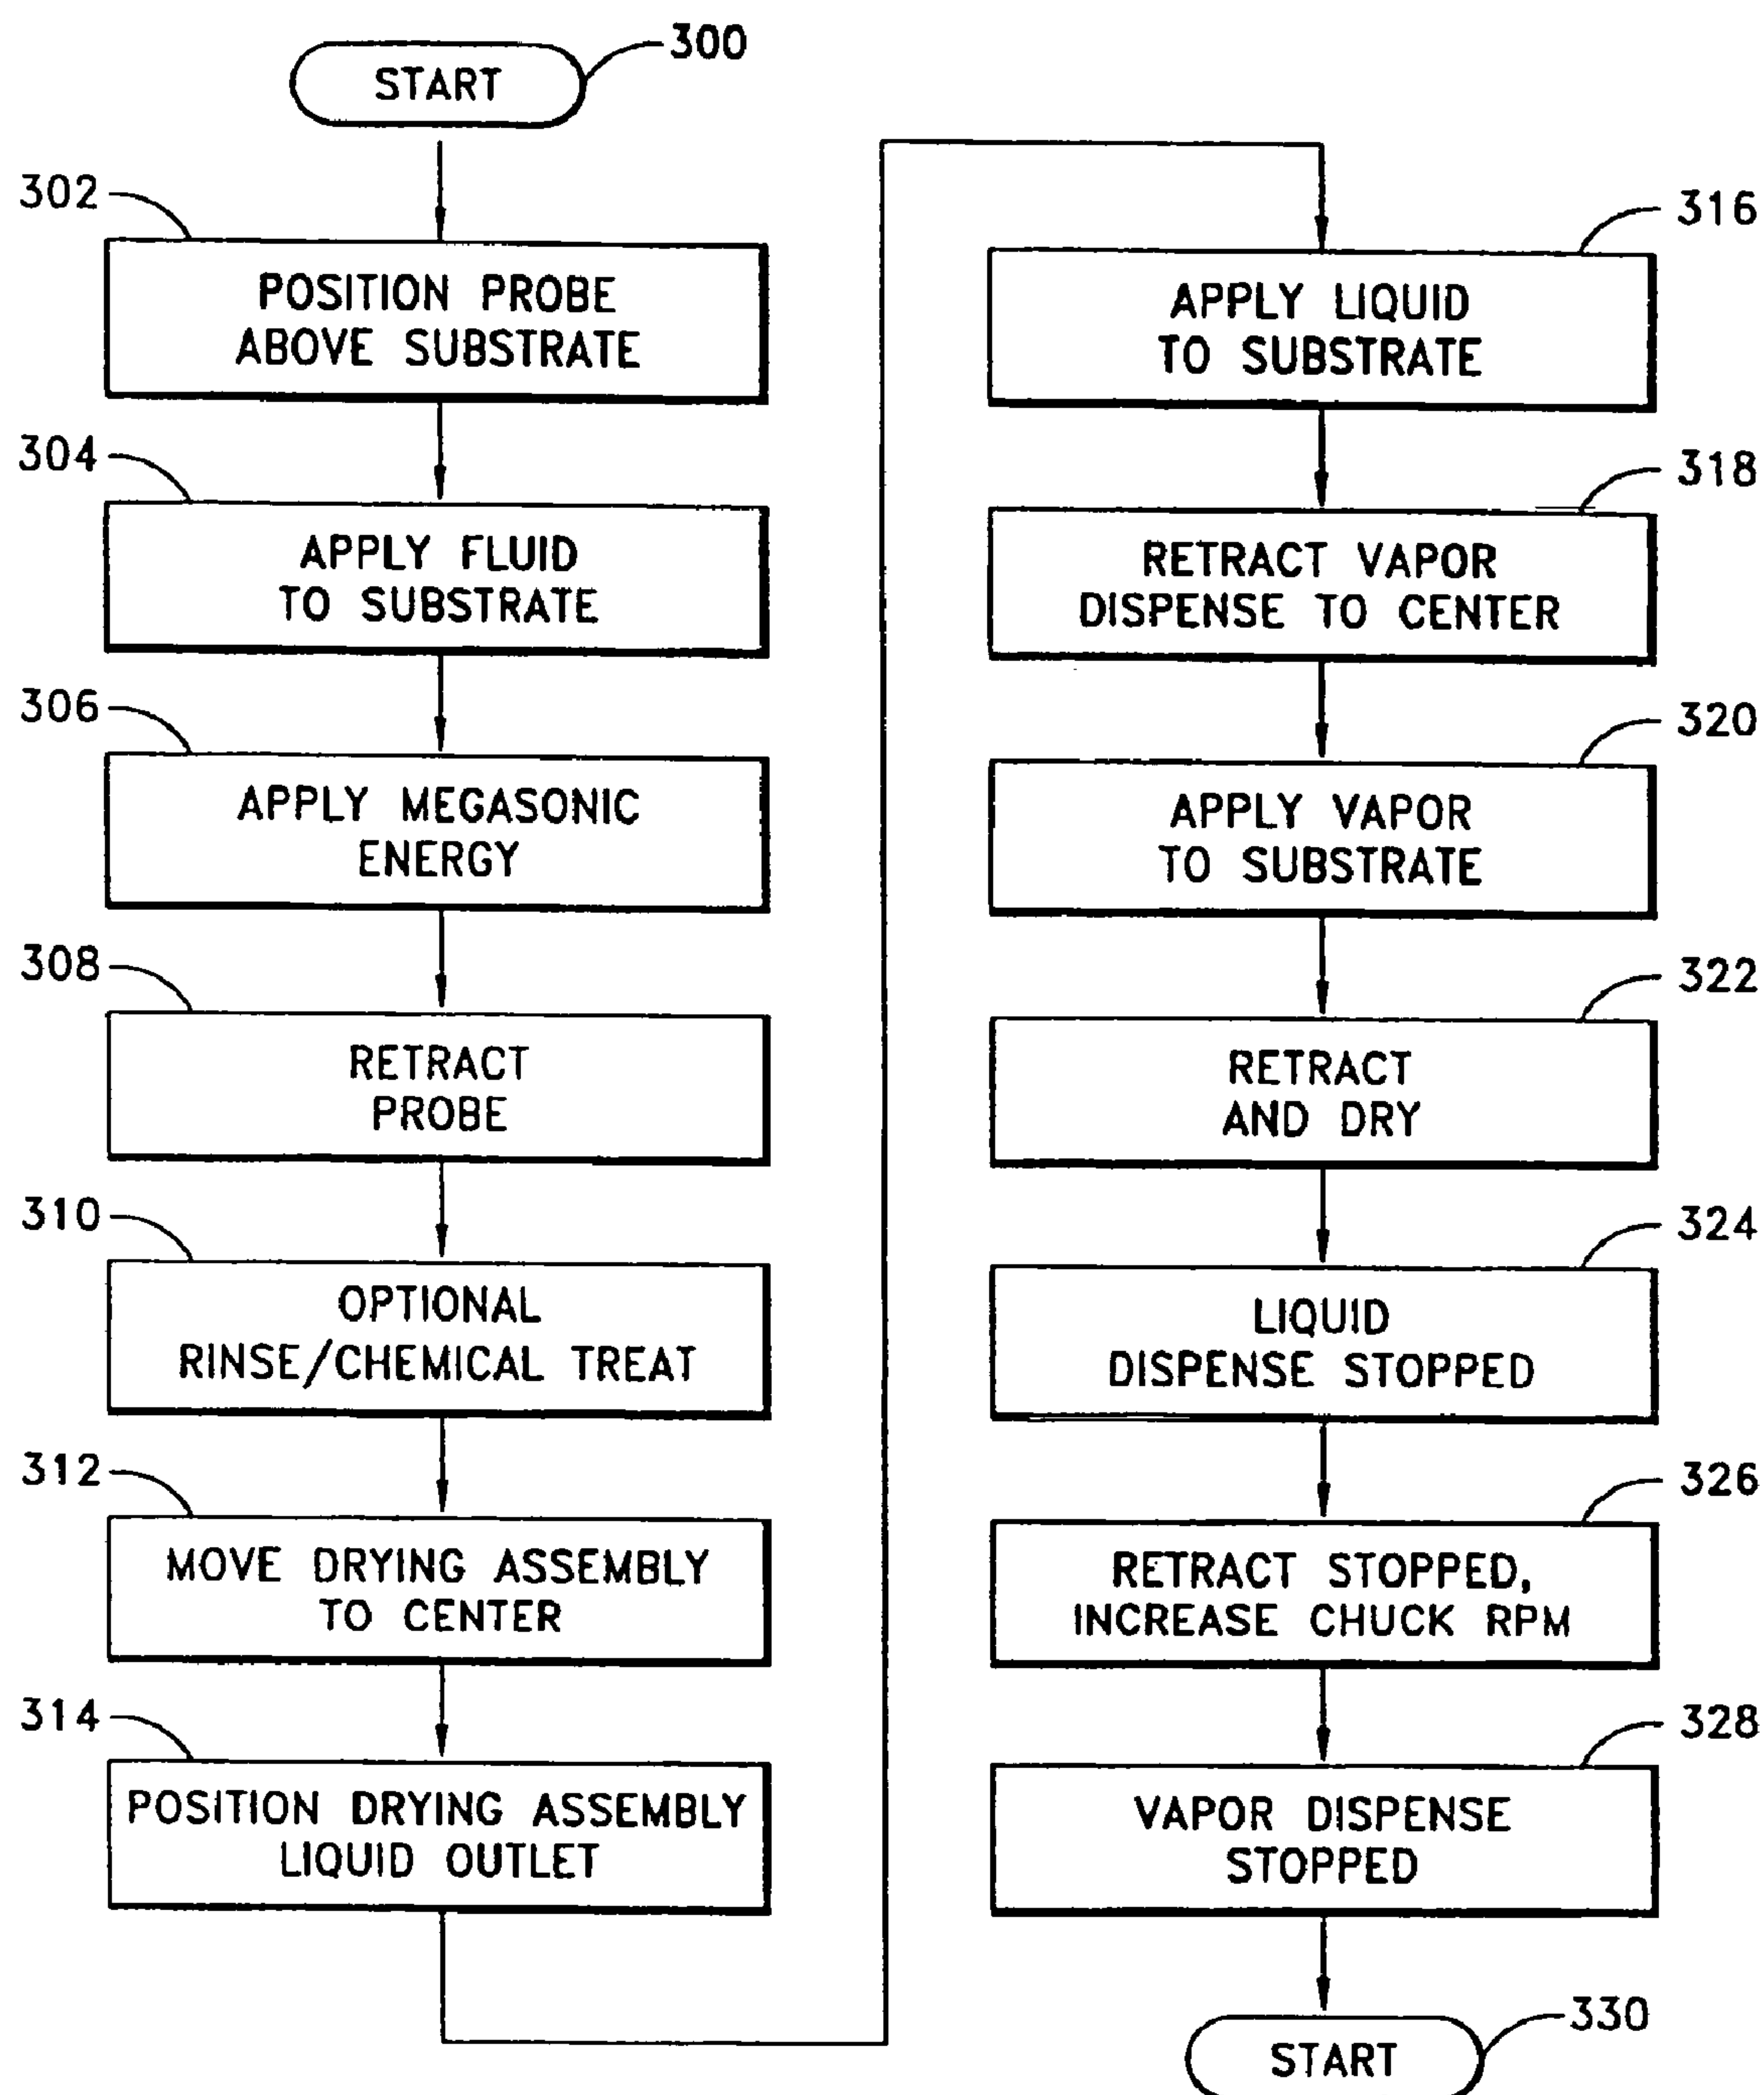 START
300
302
POSITION PROBE
ABOVE SUBSTRATE
304
APPLY FLUID
TO SUBSTRATE
306
APPLY MEGASONIC
ENERGY
308
RETRACT
PROBE
310
OPTIONAL
RINSE/CHEMICAL TREAT
312
MOVE DRYING ASSEMBLY
TO CENTER
314
POSITION DRYING ASSEMBLY
LIQUID OUTLET
316
APPLY LIQUID
TO SUBSTRATE
318
RETRACT VAPOR
DISPENSE TO CENTER
320
APPLY VAPOR
TO SUBSTRATE
322
RETRACT
AND DRY
324
LIQUID
DISPENSE STOPPED
326
RETRACT STOPPED,
INCREASE CHUCK RPM
328
VAPOR DISPENSE
STOPPED
330
START